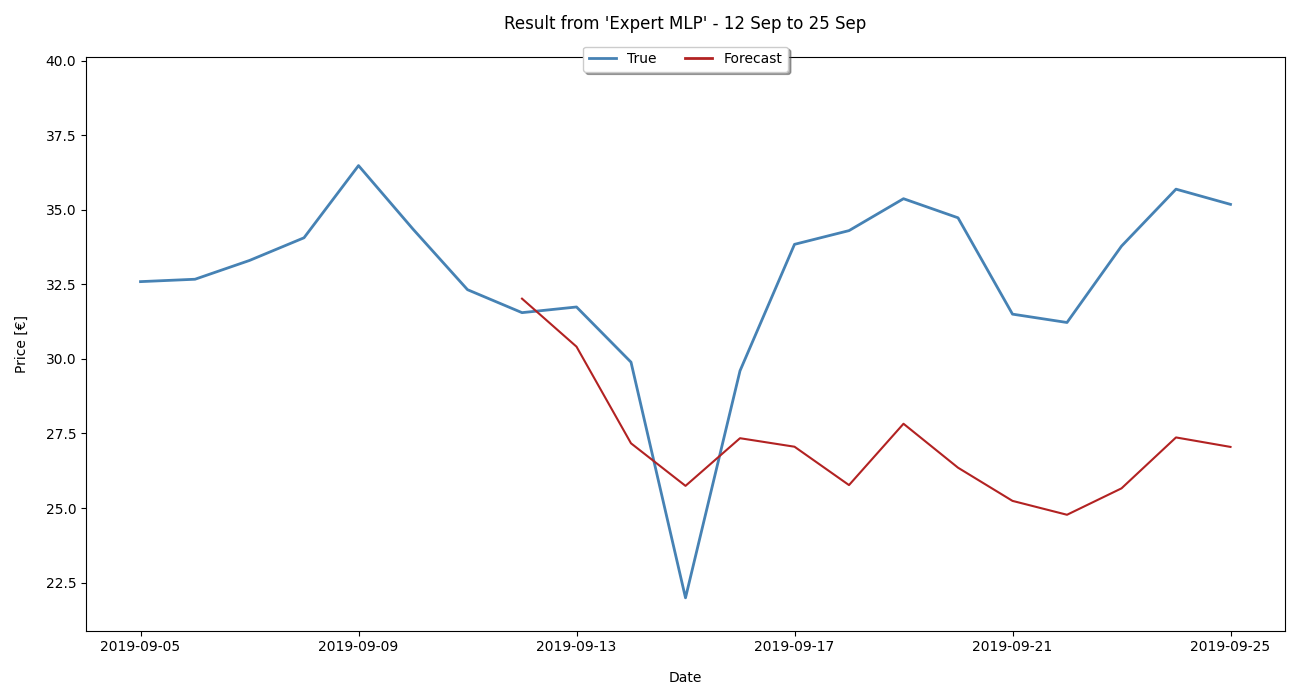 Result from 'Expert MLP' - 12 Sep to 25 Sep
True Forecast
40.0
37.5
35.0
32.5
30.0
27.5
25.0
22.5
Price [€]
2019-09-05 2019-09-09 2019-09-13 2019-09-17 2019-09-21 2019-09-25
Date